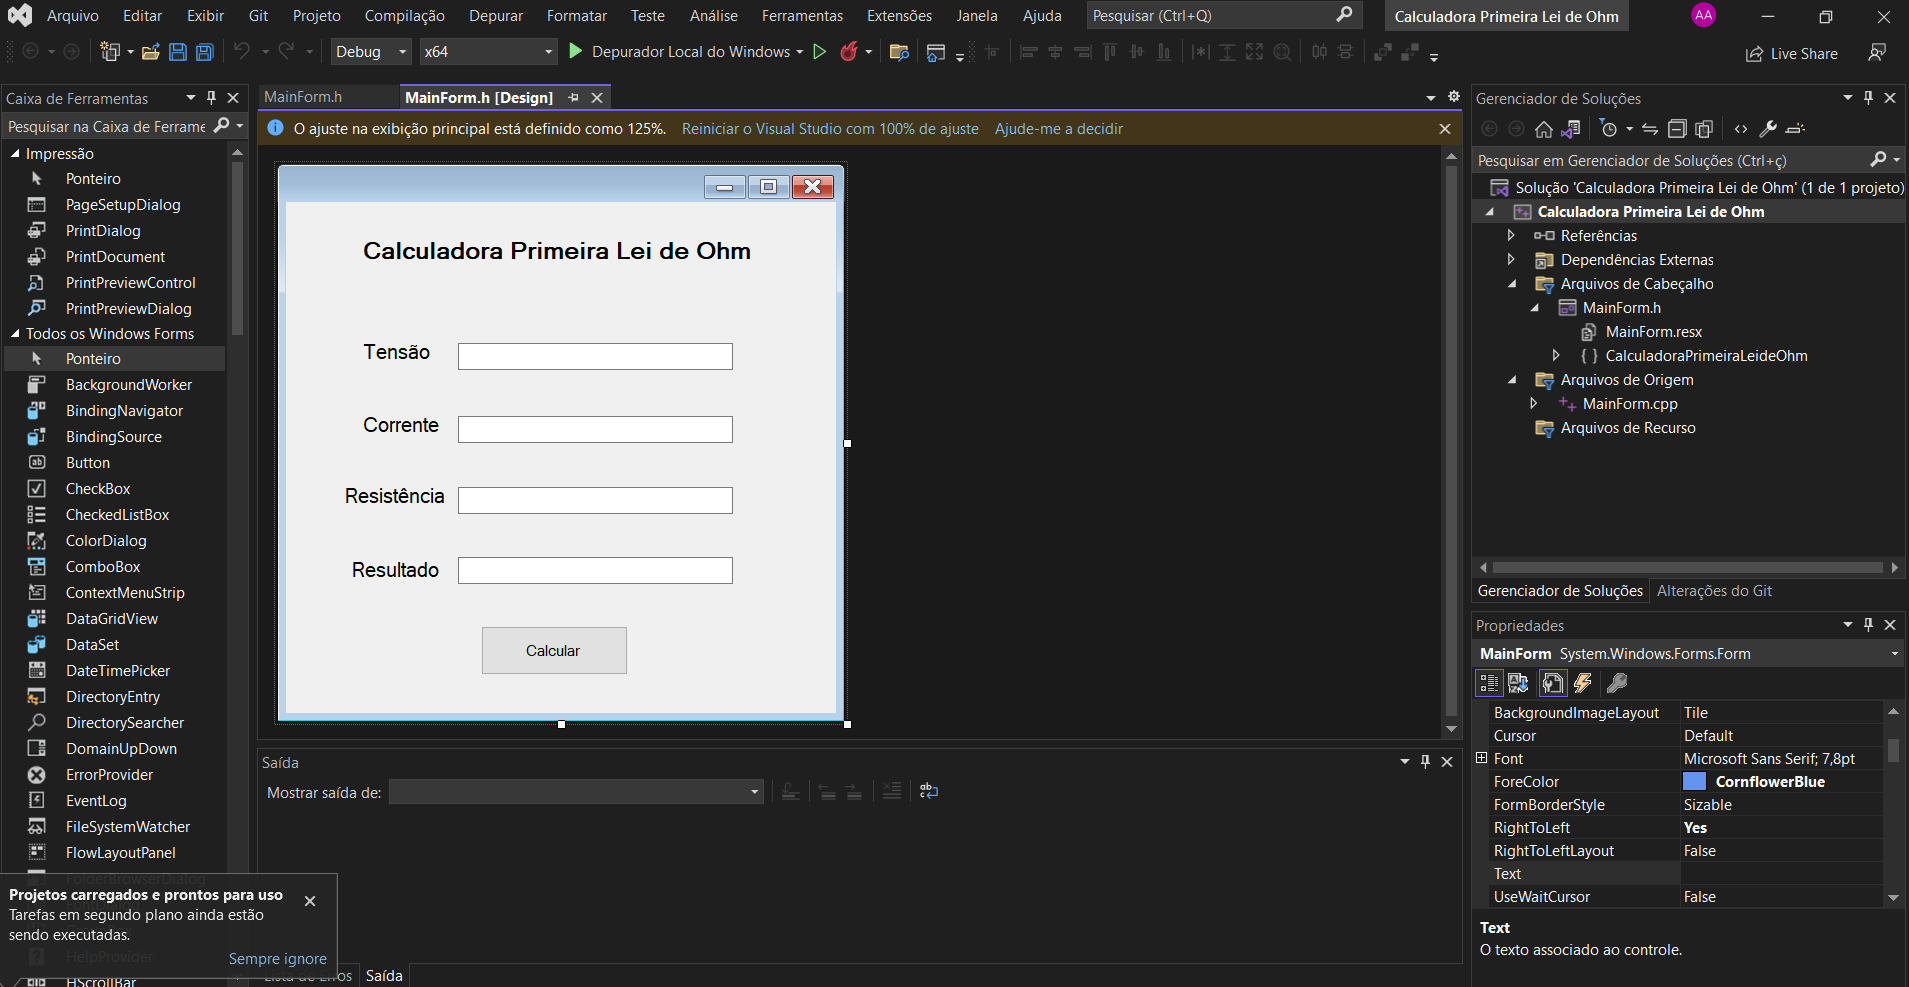 Arquivo Editar Exibir Git Projeto Compilação Depurar Formatar Teste Análise Ferramentas Extensões Janela Ajuda Pesquisar (Ctrl+Q) Calculadora Primeira Lei de Ohm AA
Debug x64 Depurador Local do Windows Live Share
Caixa de Ferramentas
Pesquisar na Caixa de Ferrame
Impressão
Ponteiro
PageSetupDialog
PrintDialog
PrintDocument
PrintPreviewControl
PrintPreviewDialog
Todos os Windows Forms
Ponteiro
BackgroundWorker
BindingNavigator
BindingSource
Button
CheckBox
CheckedListBox
ColorDialog
ComboBox
ContextMenuStrip
DataGridView
DataSet
DateTimePicker
DirectoryEntry
DirectorySearcher
DomainUpDown
ErrorProvider
EventLog
FileSystemWatcher
FlowLayoutPanel
FolderBrowserDialog
Projetos carregados e prontos para uso
Tarefas em segundo plano ainda estão
sendo executadas.
HelpProvider
Sempre ignore
HScrollBar
MainForm.h MainForm.h [Design]
O ajuste na exibição principal está definido como 125%. Reiniciar o Visual Studio com 100% de ajuste Ajude-me a decidir
Calculadora Primeira Lei de Ohm
Tensão
Corrente
Resistência
Resultado
Calcular
Saída
Mostrar saída de:
Lista de Erros Saída
Gerenciador de Soluções
Pesquisar em Gerenciador de Soluções (Ctrl+ç)
Solução 'Calculadora Primeira Lei de Ohm' (1 de 1 projeto)
Calculadora Primeira Lei de Ohm
Referências
Dependências Externas
Arquivos de Cabeçalho
MainForm.h
MainForm.resx
{ } CalculadoraPrimeiraLeideOhm
Arquivos de Origem
MainForm.cpp
Arquivos de Recurso
Gerenciador de Soluções Alterações do Git
Propriedades
MainForm System.Windows.Forms.Form
BackgroundImageLayout Tile
Cursor Default
Font Microsoft Sans Serif; 7,8pt
ForeColor CornflowerBlue
FormBorderStyle Sizable
RightToLeft Yes
RightToLeftLayout False
Text
UseWaitCursor False
Text
O texto associado ao controle.